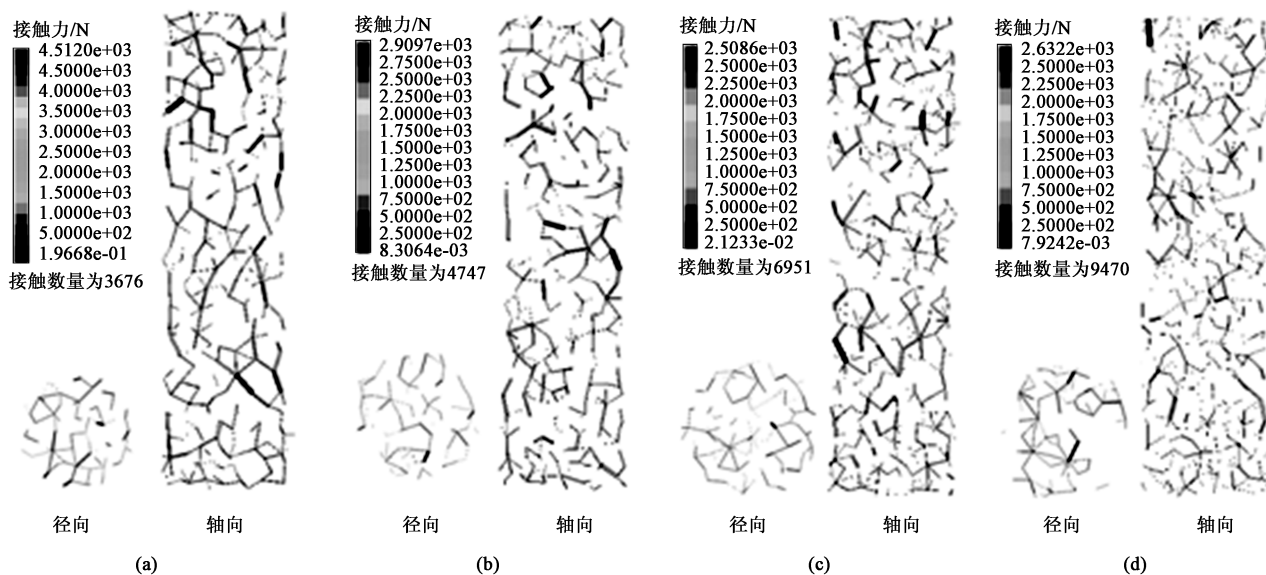 接触力/N
4.5120e+03
4.5000e+03
4.0000e+03
3.5000e+03
3.0000e+03
2.5000e+03
2.0000e+03
1.5000e+03
1.0000e+03
5.0000e+02
1.9668e-01
接触数量为3676
径向
轴向
(a)
接触力/N
2.9097e+03
2.7500e+03
2.5000e+03
2.2500e+03
2.0000e+03
1.7500e+03
1.5000e+03
1.2500e+03
1.0000e+03
7.5000e+02
5.0000e+02
2.5000e+02
8.3064e-03
接触数量为4747
径向
轴向
(b)
接触力/N
2.5086e+03
2.5000e+03
2.2500e+03
2.0000e+03
1.7500e+03
1.5000e+03
1.2500e+03
1.0000e+03
7.5000e+02
5.0000e+02
2.5000e+02
2.1233e-02
接触数量为6951
径向
轴向
(c)
接触力/N
2.6322e+03
2.5000e+03
2.2500e+03
2.0000e+03
1.7500e+03
1.5000e+03
1.2500e+03
1.0000e+03
7.5000e+02
5.0000e+02
2.5000e+02
7.9242e-03
接触数量为9470
径向
轴向
(d)